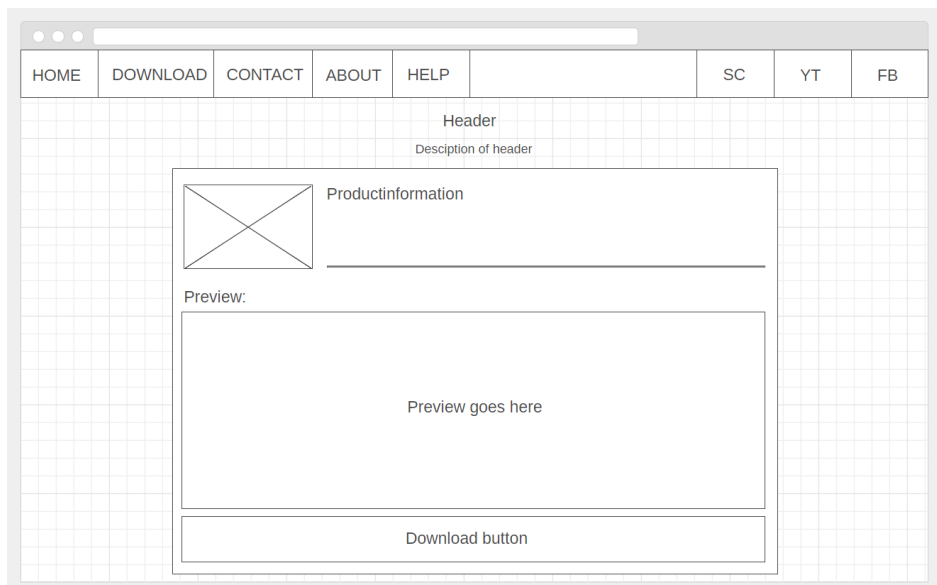 HOME DOWNLOAD CONTACT ABOUT HELP SC YT FB
Header
Desciption of header
Productinformation
Preview:
Preview goes here
Download button